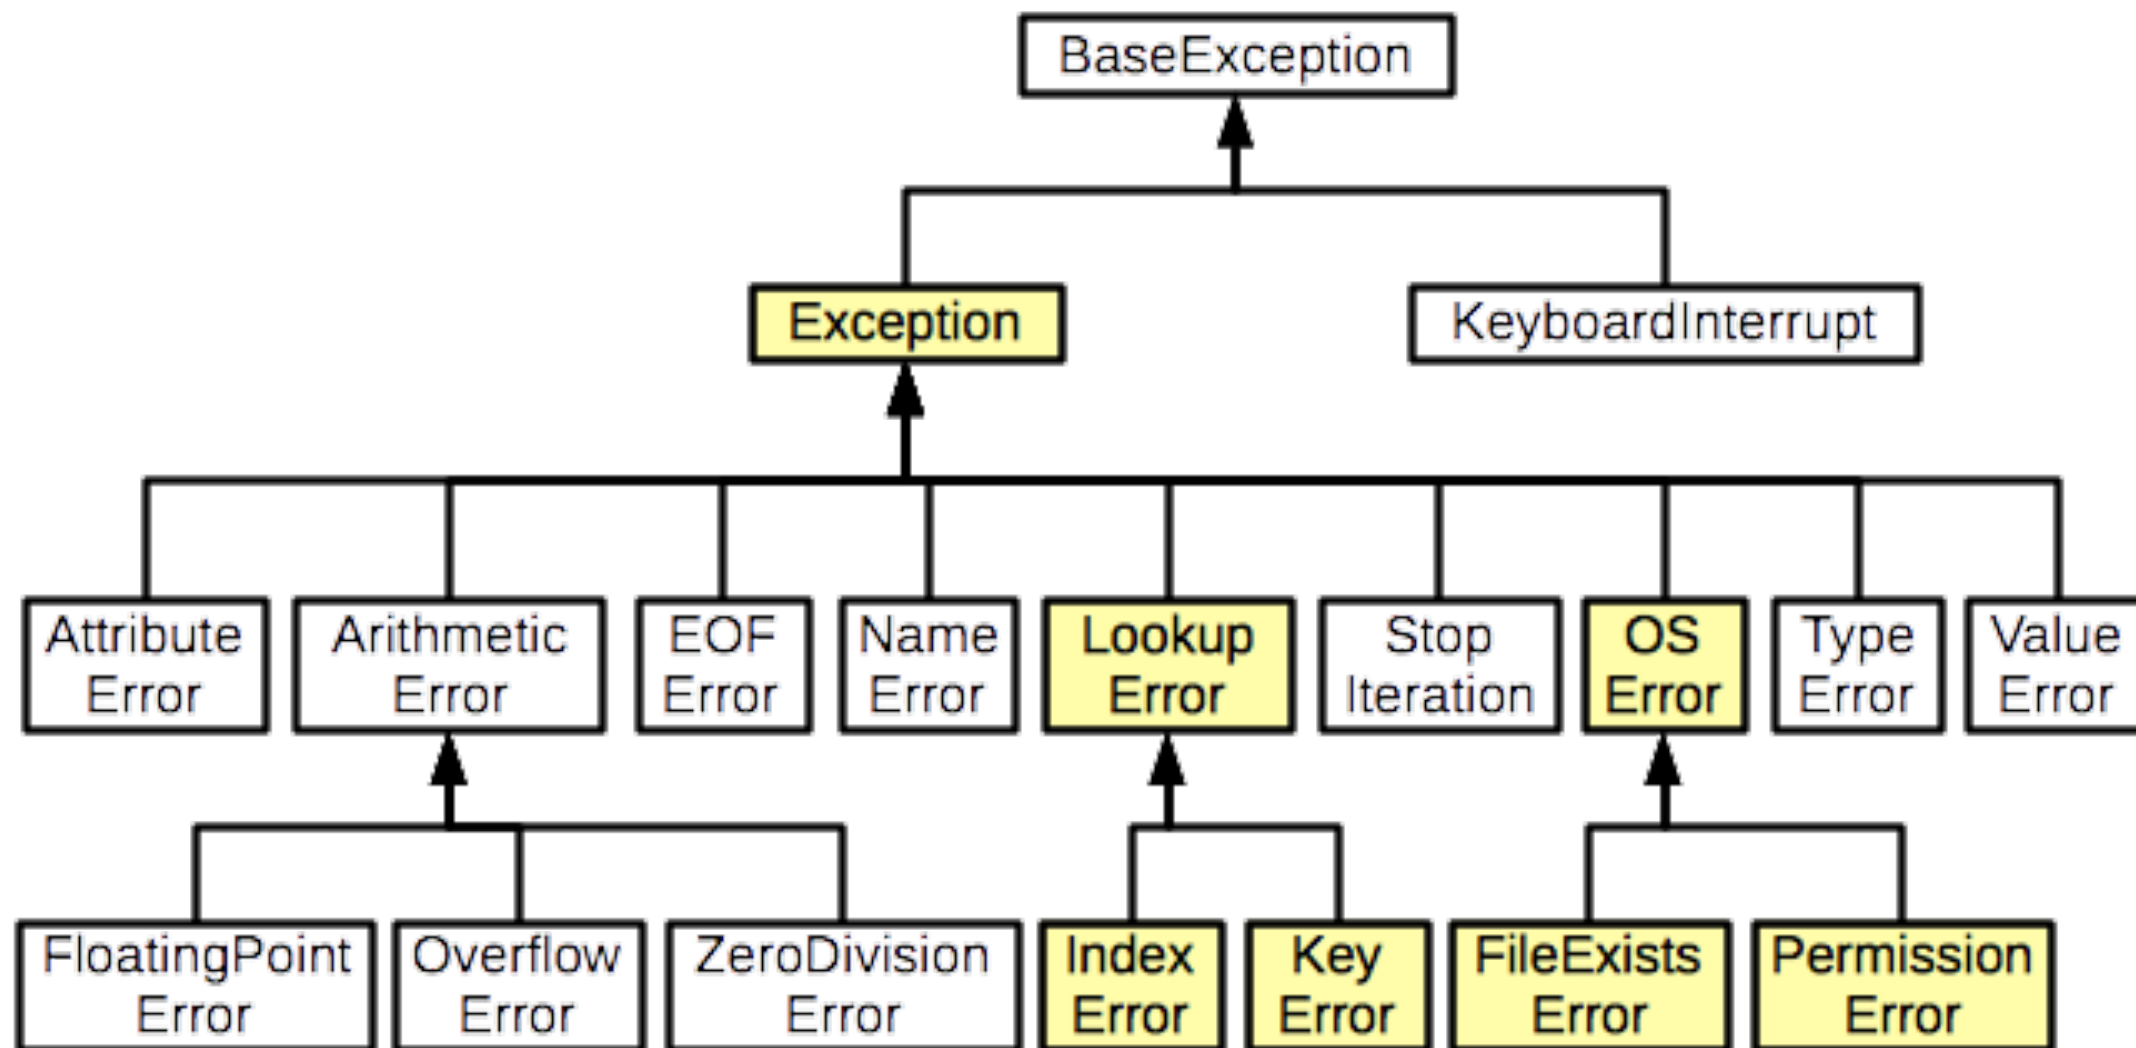 BaseException
Exception
KeyboardInterrupt
Attribute
Error
Arithmetic
Error
EOF
Error
Name
Error
Lookup
Error
Stop
Iteration
OS
Error
Type
Error
Value
Error
FloatingPoint
Error
Overflow
Error
ZeroDivision
Error
Index
Error
Key
Error
FileExists
Error
Permission
Error